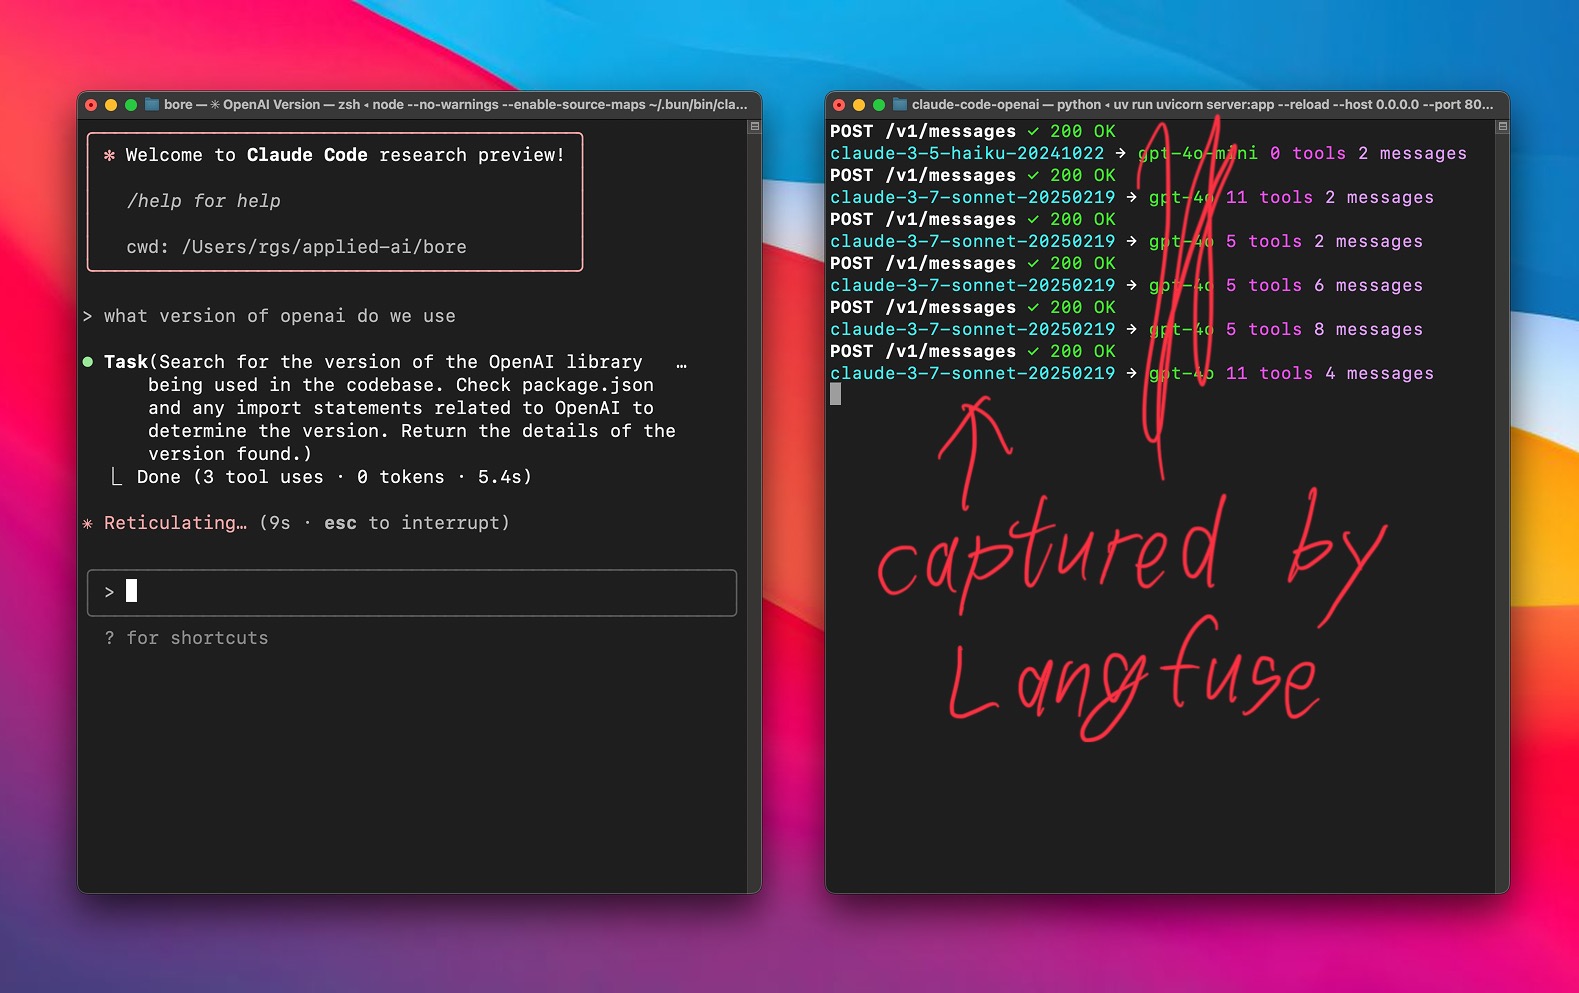 bore — ✳ OpenAI Version — zsh ◂ node --no-warnings --enable-source-maps ~/.bun/bin/cla...
✻ Welcome to Claude Code research preview!
/help for help
cwd: /Users/rgs/applied-ai/bore
> what version of openai do we use
● Task(Search for the version of the OpenAI library …
being used in the codebase. Check package.json
and any import statements related to OpenAI to
determine the version. Return the details of the
version found.)
⎿ Done (3 tool uses · 0 tokens · 5.4s)
✳ Reticulating… (9s · esc to interrupt)
>
? for shortcuts
claude-code-openai — python ◂ uv run uvicorn server:app --reload --host 0.0.0.0 --port 80...
POST /v1/messages ✓ 200 OK
claude-3-5-haiku-20241022 → gpt-4o-mini 0 tools 2 messages
POST /v1/messages ✓ 200 OK
claude-3-7-sonnet-20250219 → gpt-4o 11 tools 2 messages
POST /v1/messages ✓ 200 OK
claude-3-7-sonnet-20250219 → gpt-4o 5 tools 2 messages
POST /v1/messages ✓ 200 OK
claude-3-7-sonnet-20250219 → gpt-4o 5 tools 6 messages
POST /v1/messages ✓ 200 OK
claude-3-7-sonnet-20250219 → gpt-4o 5 tools 8 messages
POST /v1/messages ✓ 200 OK
claude-3-7-sonnet-20250219 → gpt-4o 11 tools 4 messages
captured by
Langfuse